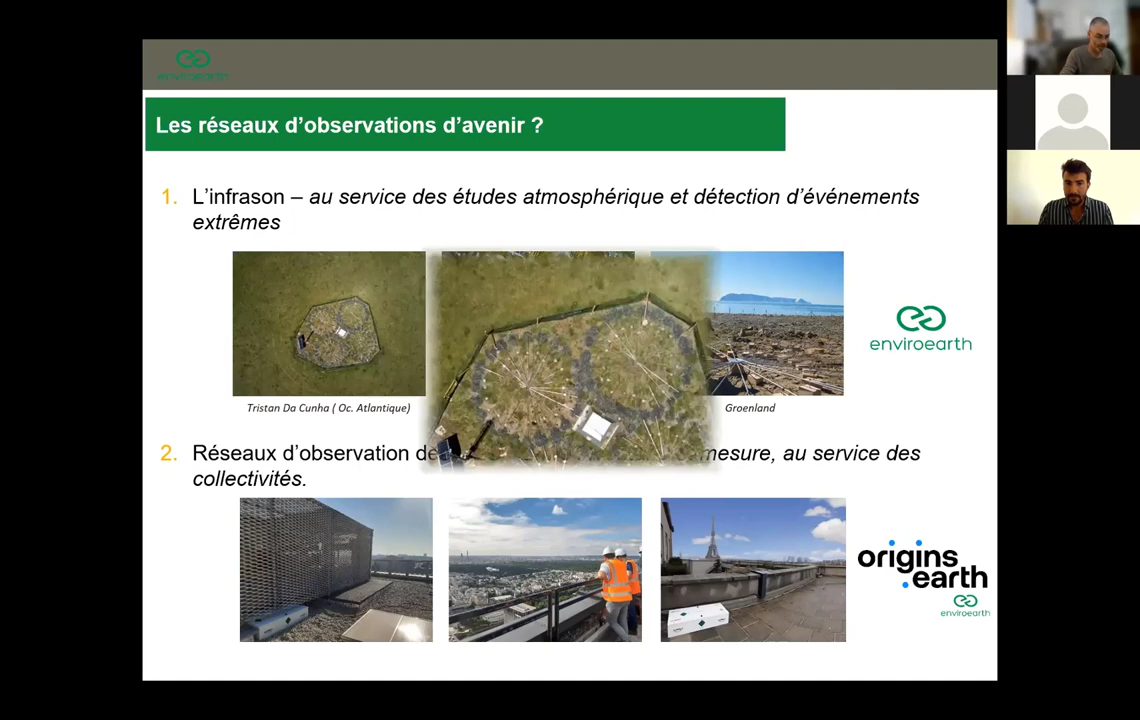 enviroearth
Les réseaux d'observations d'avenir ?
1. L'infrason – au service des études atmosphérique et détection d'événements
extrêmes
enviroearth
Tristan Da Cunha ( Oc. Atlantique)
Groenland
2. Réseaux d'observation de mesure, au service des
collectivités.
origins
.earth
enviroearth